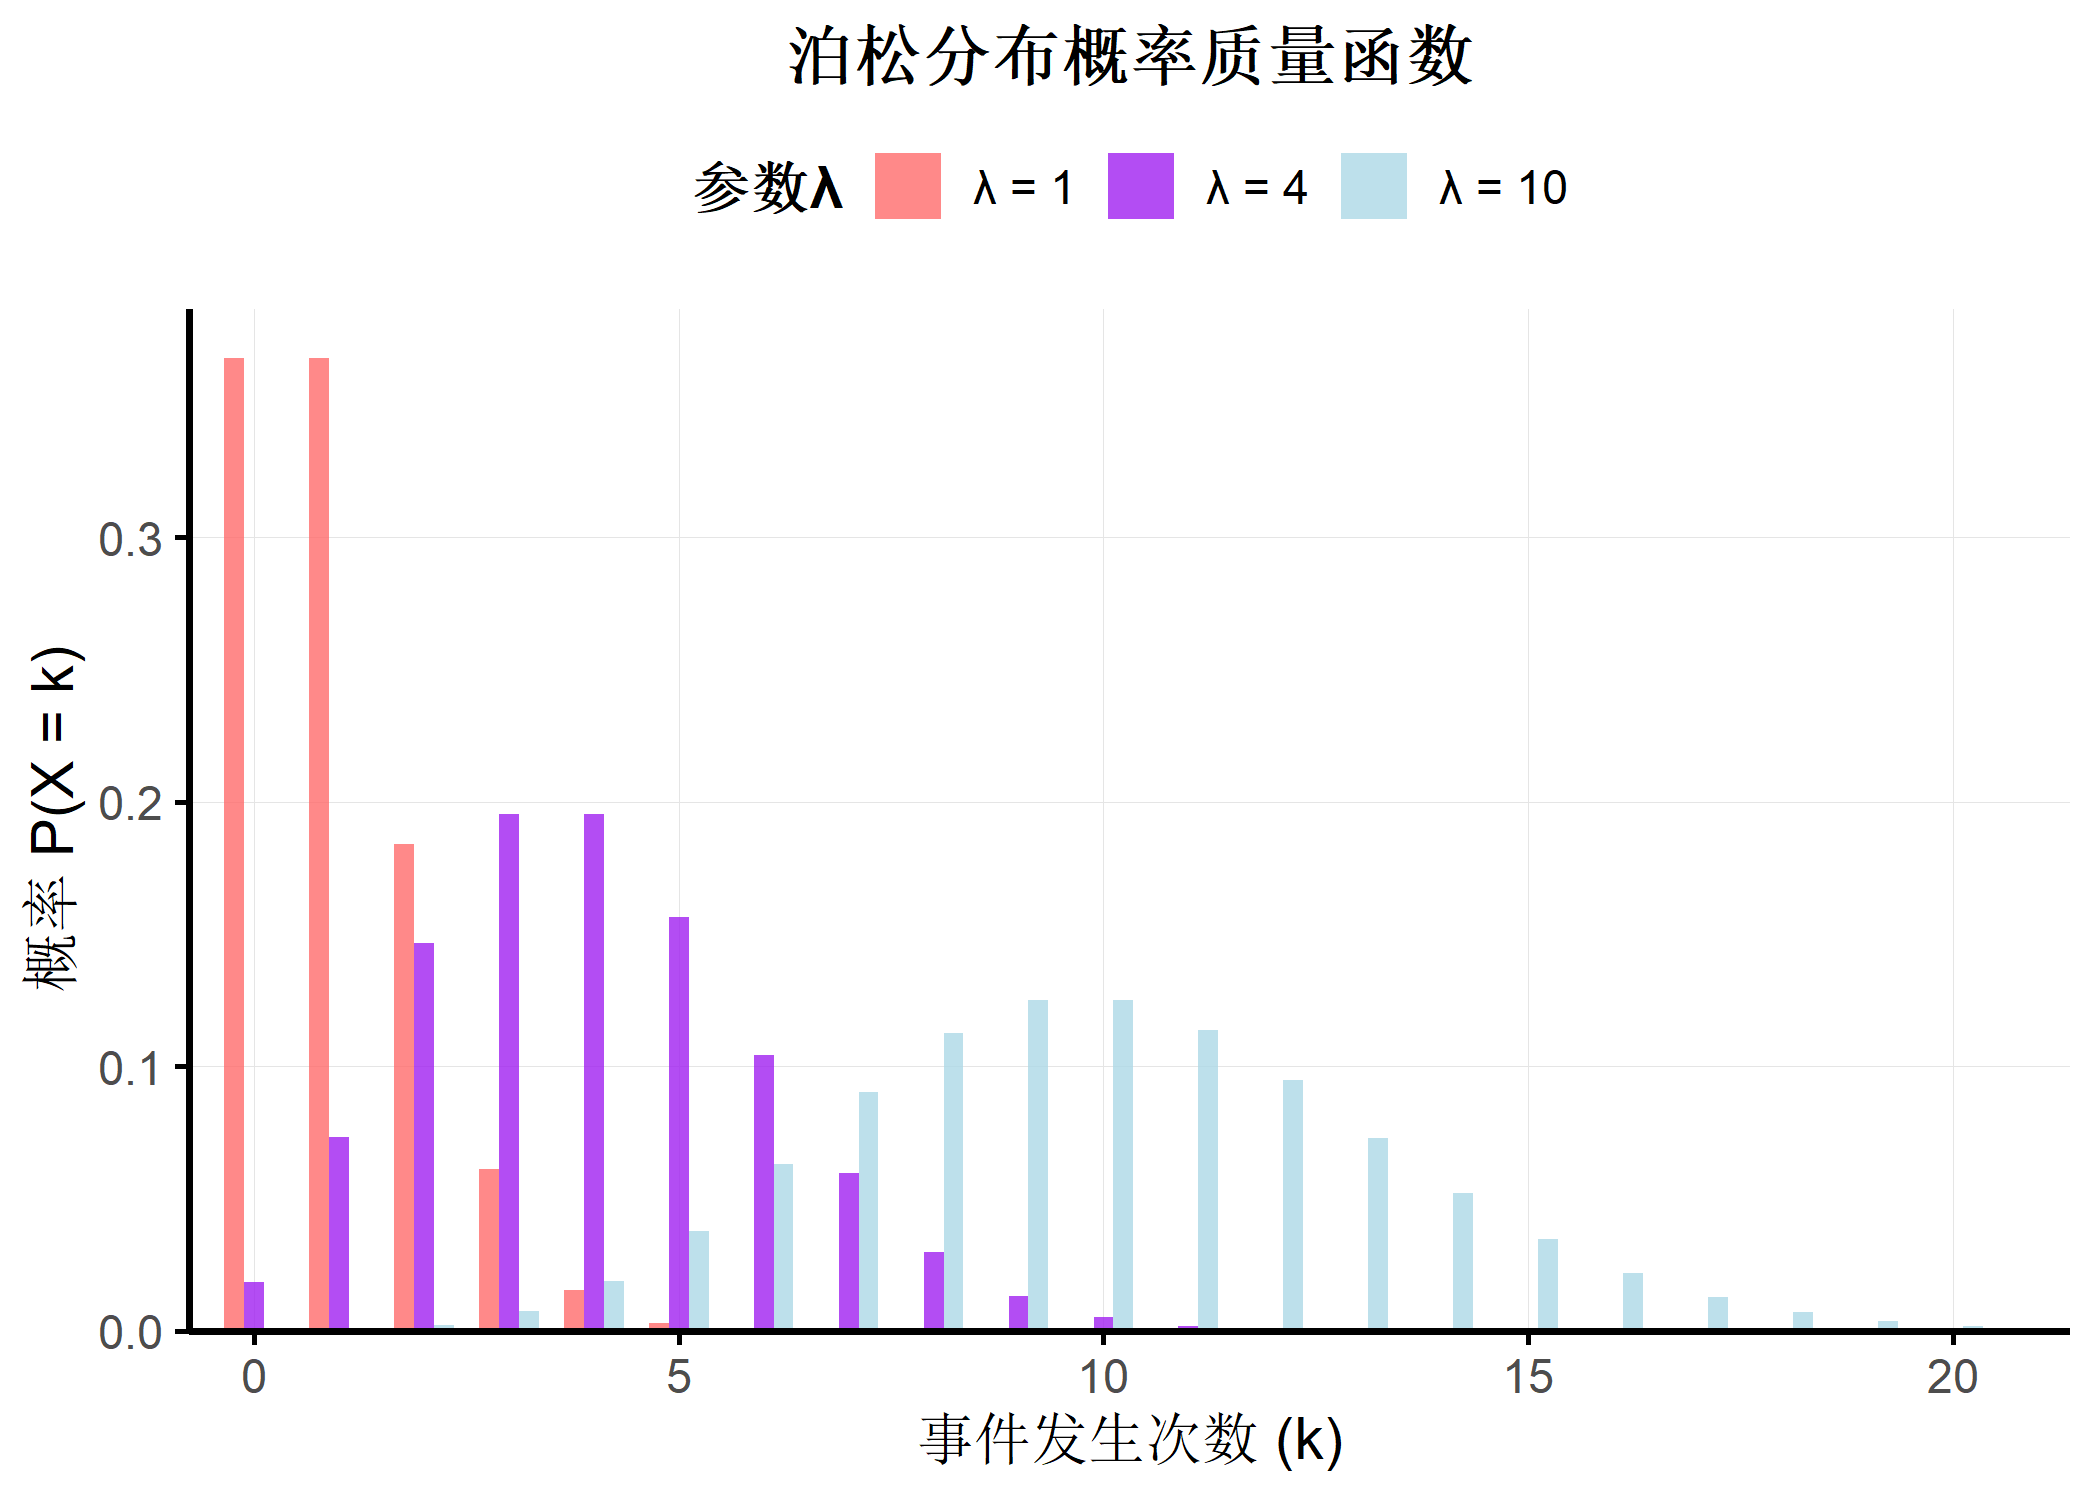 泊松分布概率质量函数
参数λ λ = 1 λ = 4 λ = 10
概率 P(X = k)
0.3
0.2
0.1
0.0
0 5 10 15 20
事件发生次数 (k)